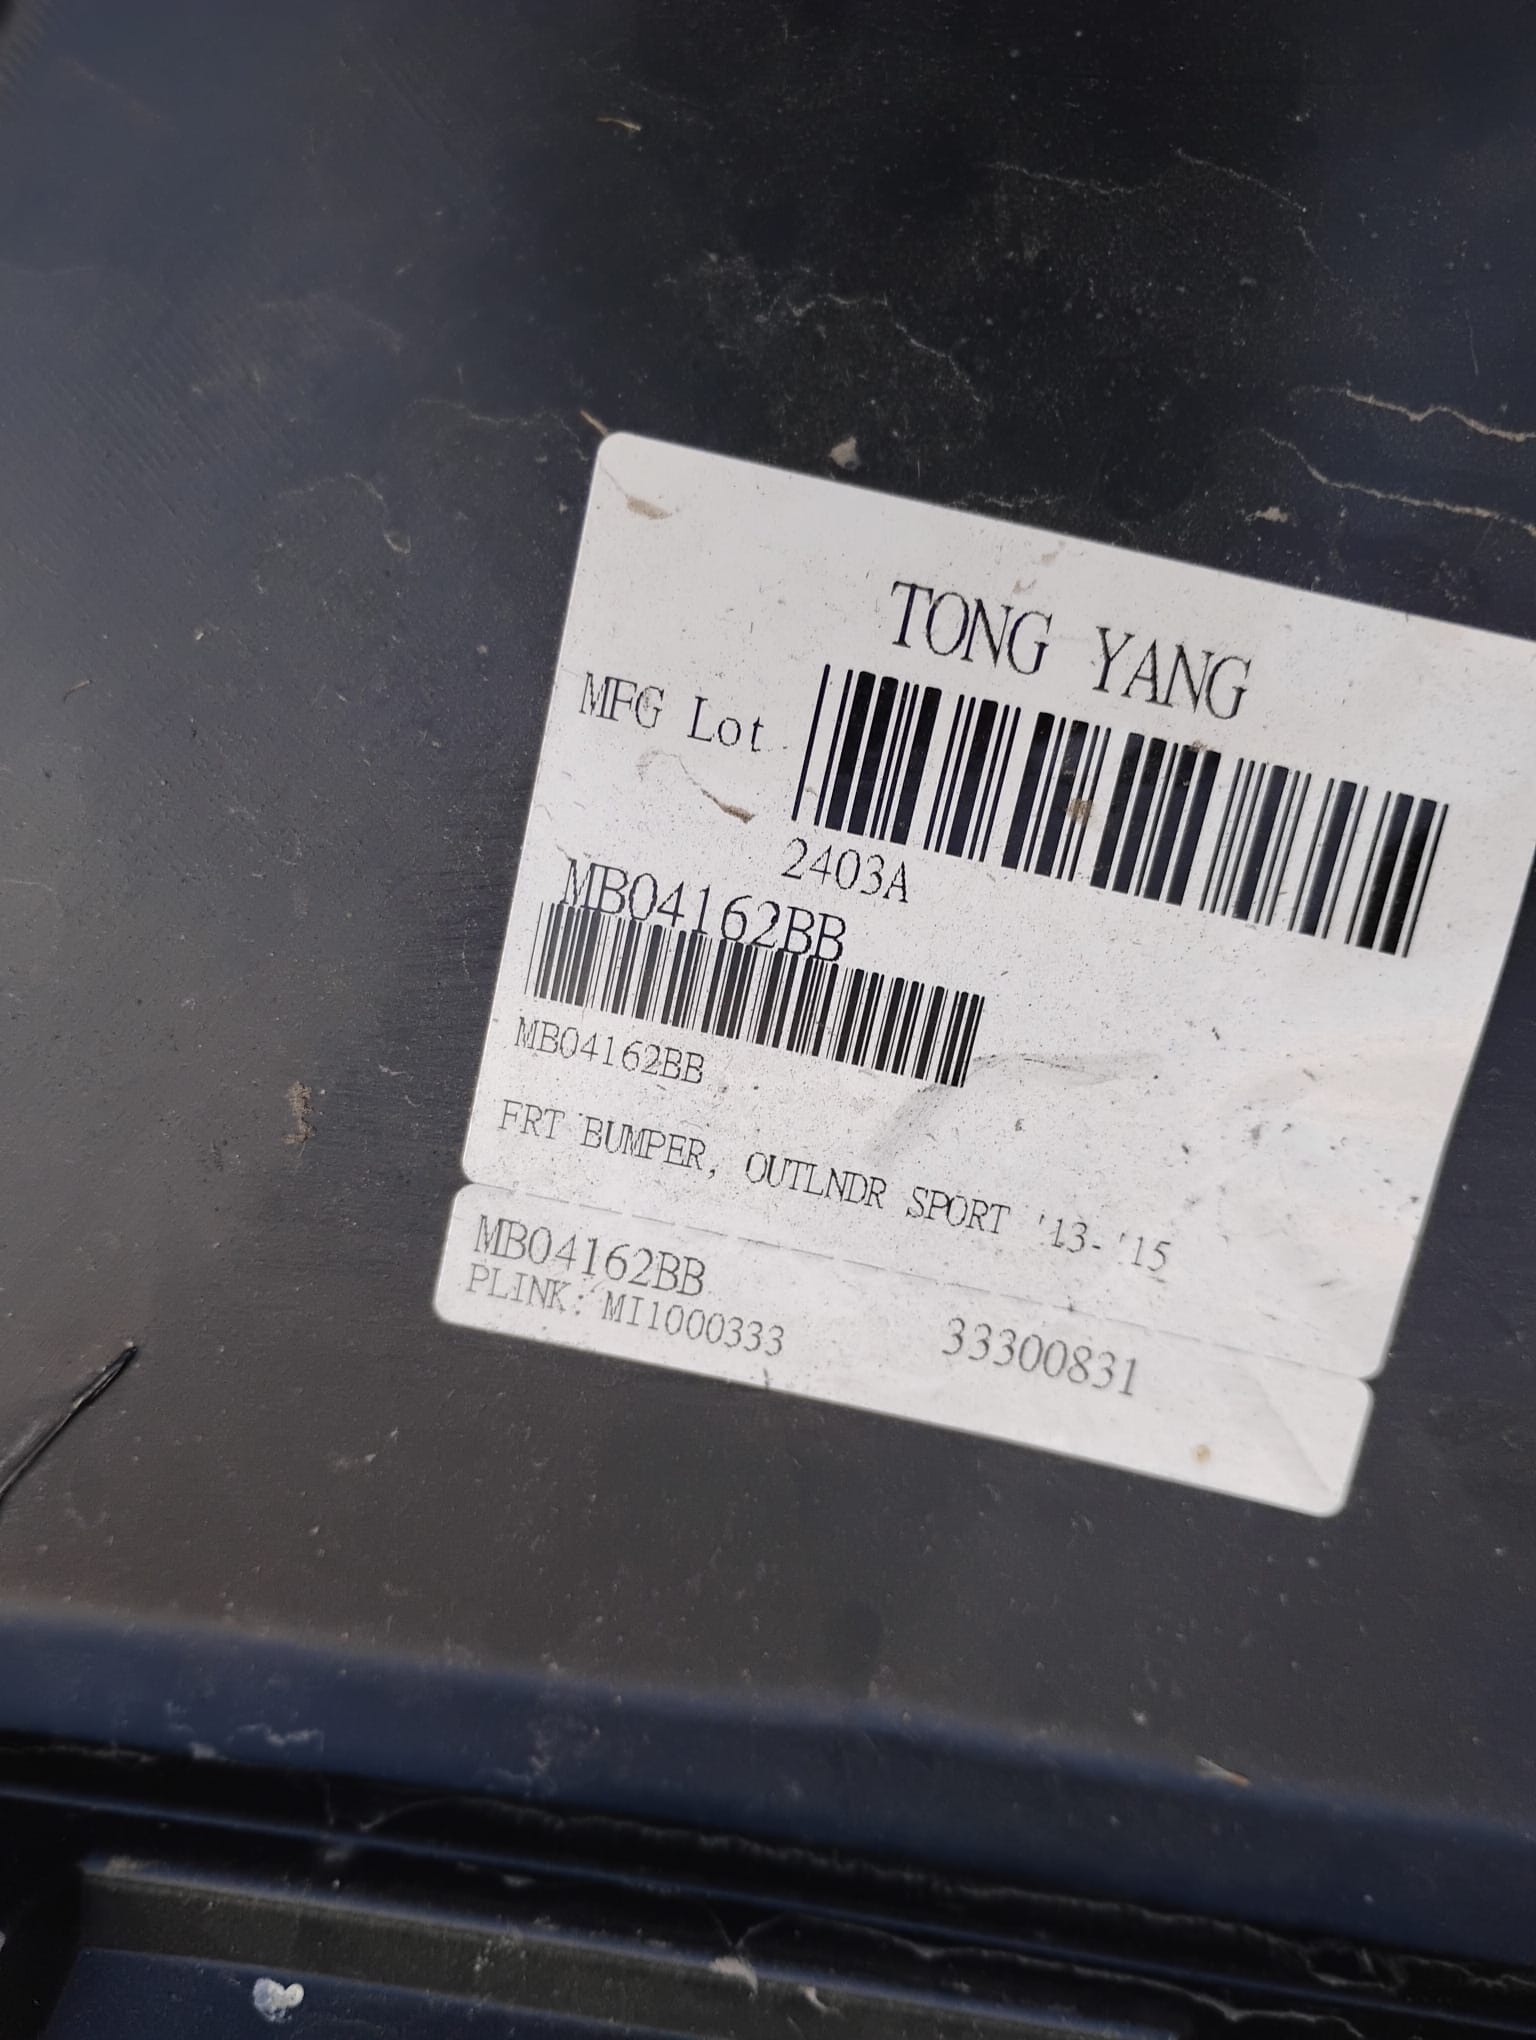 TONG YANG
MFG Lot
2403A
MB04162BB
MB04162BB
FRT BUMPER, OUTLNDR SPORT '13-'15
MB04162BB
PLINK: MI1000333 33300831